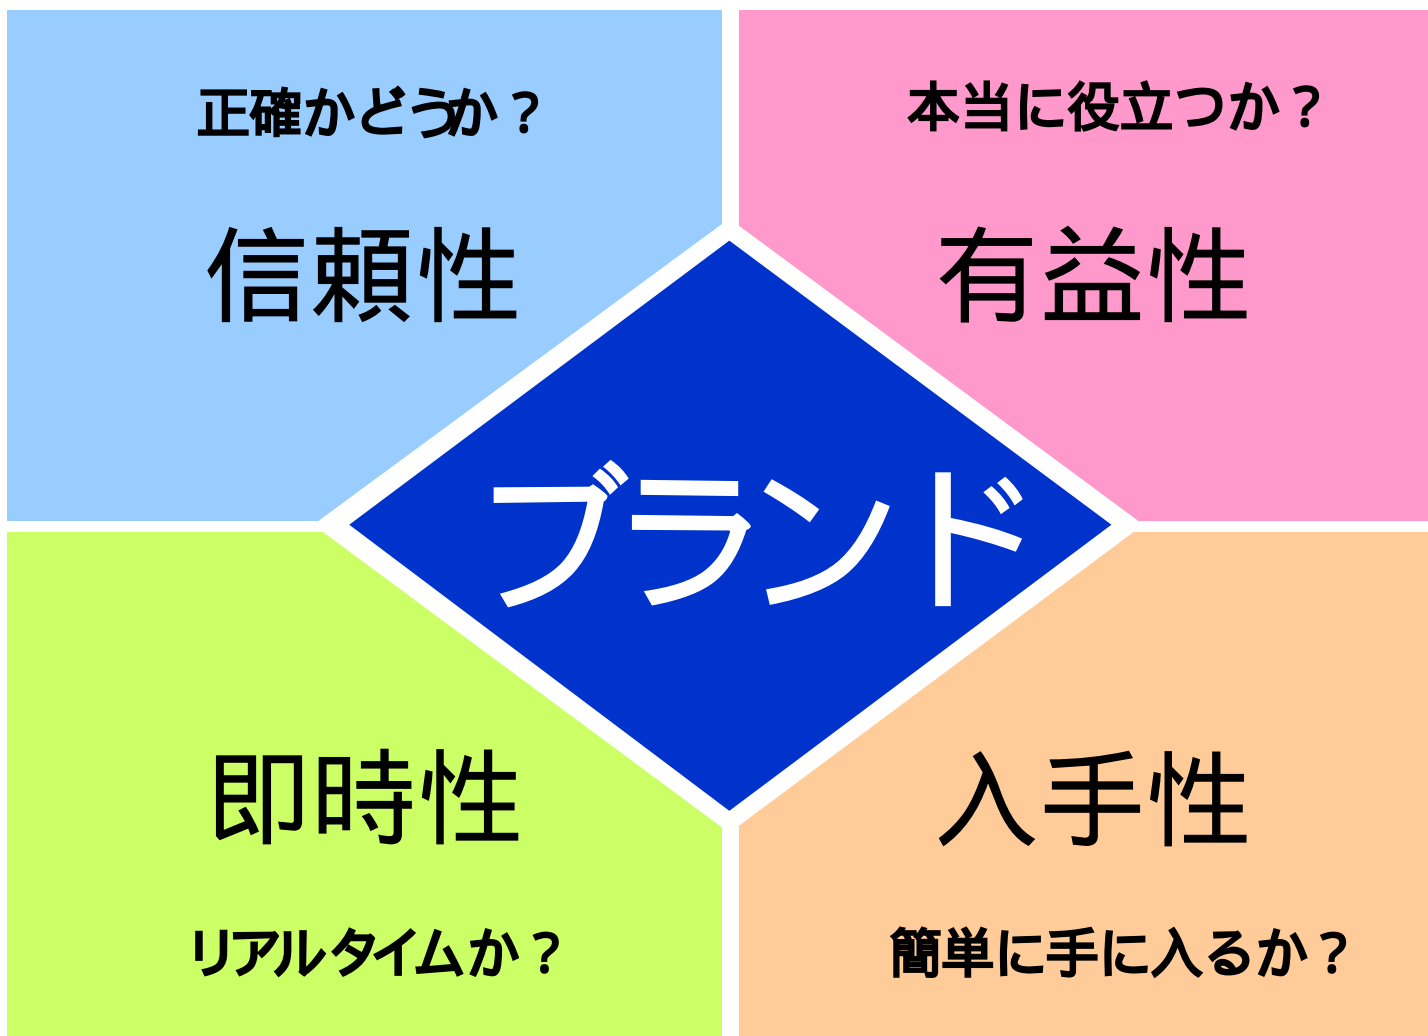 正確かどうか？
本当に役立つか？
信頼性
有益性
ブランド
即時性
入手性
リアルタイムか？
簡単に手に入るか？